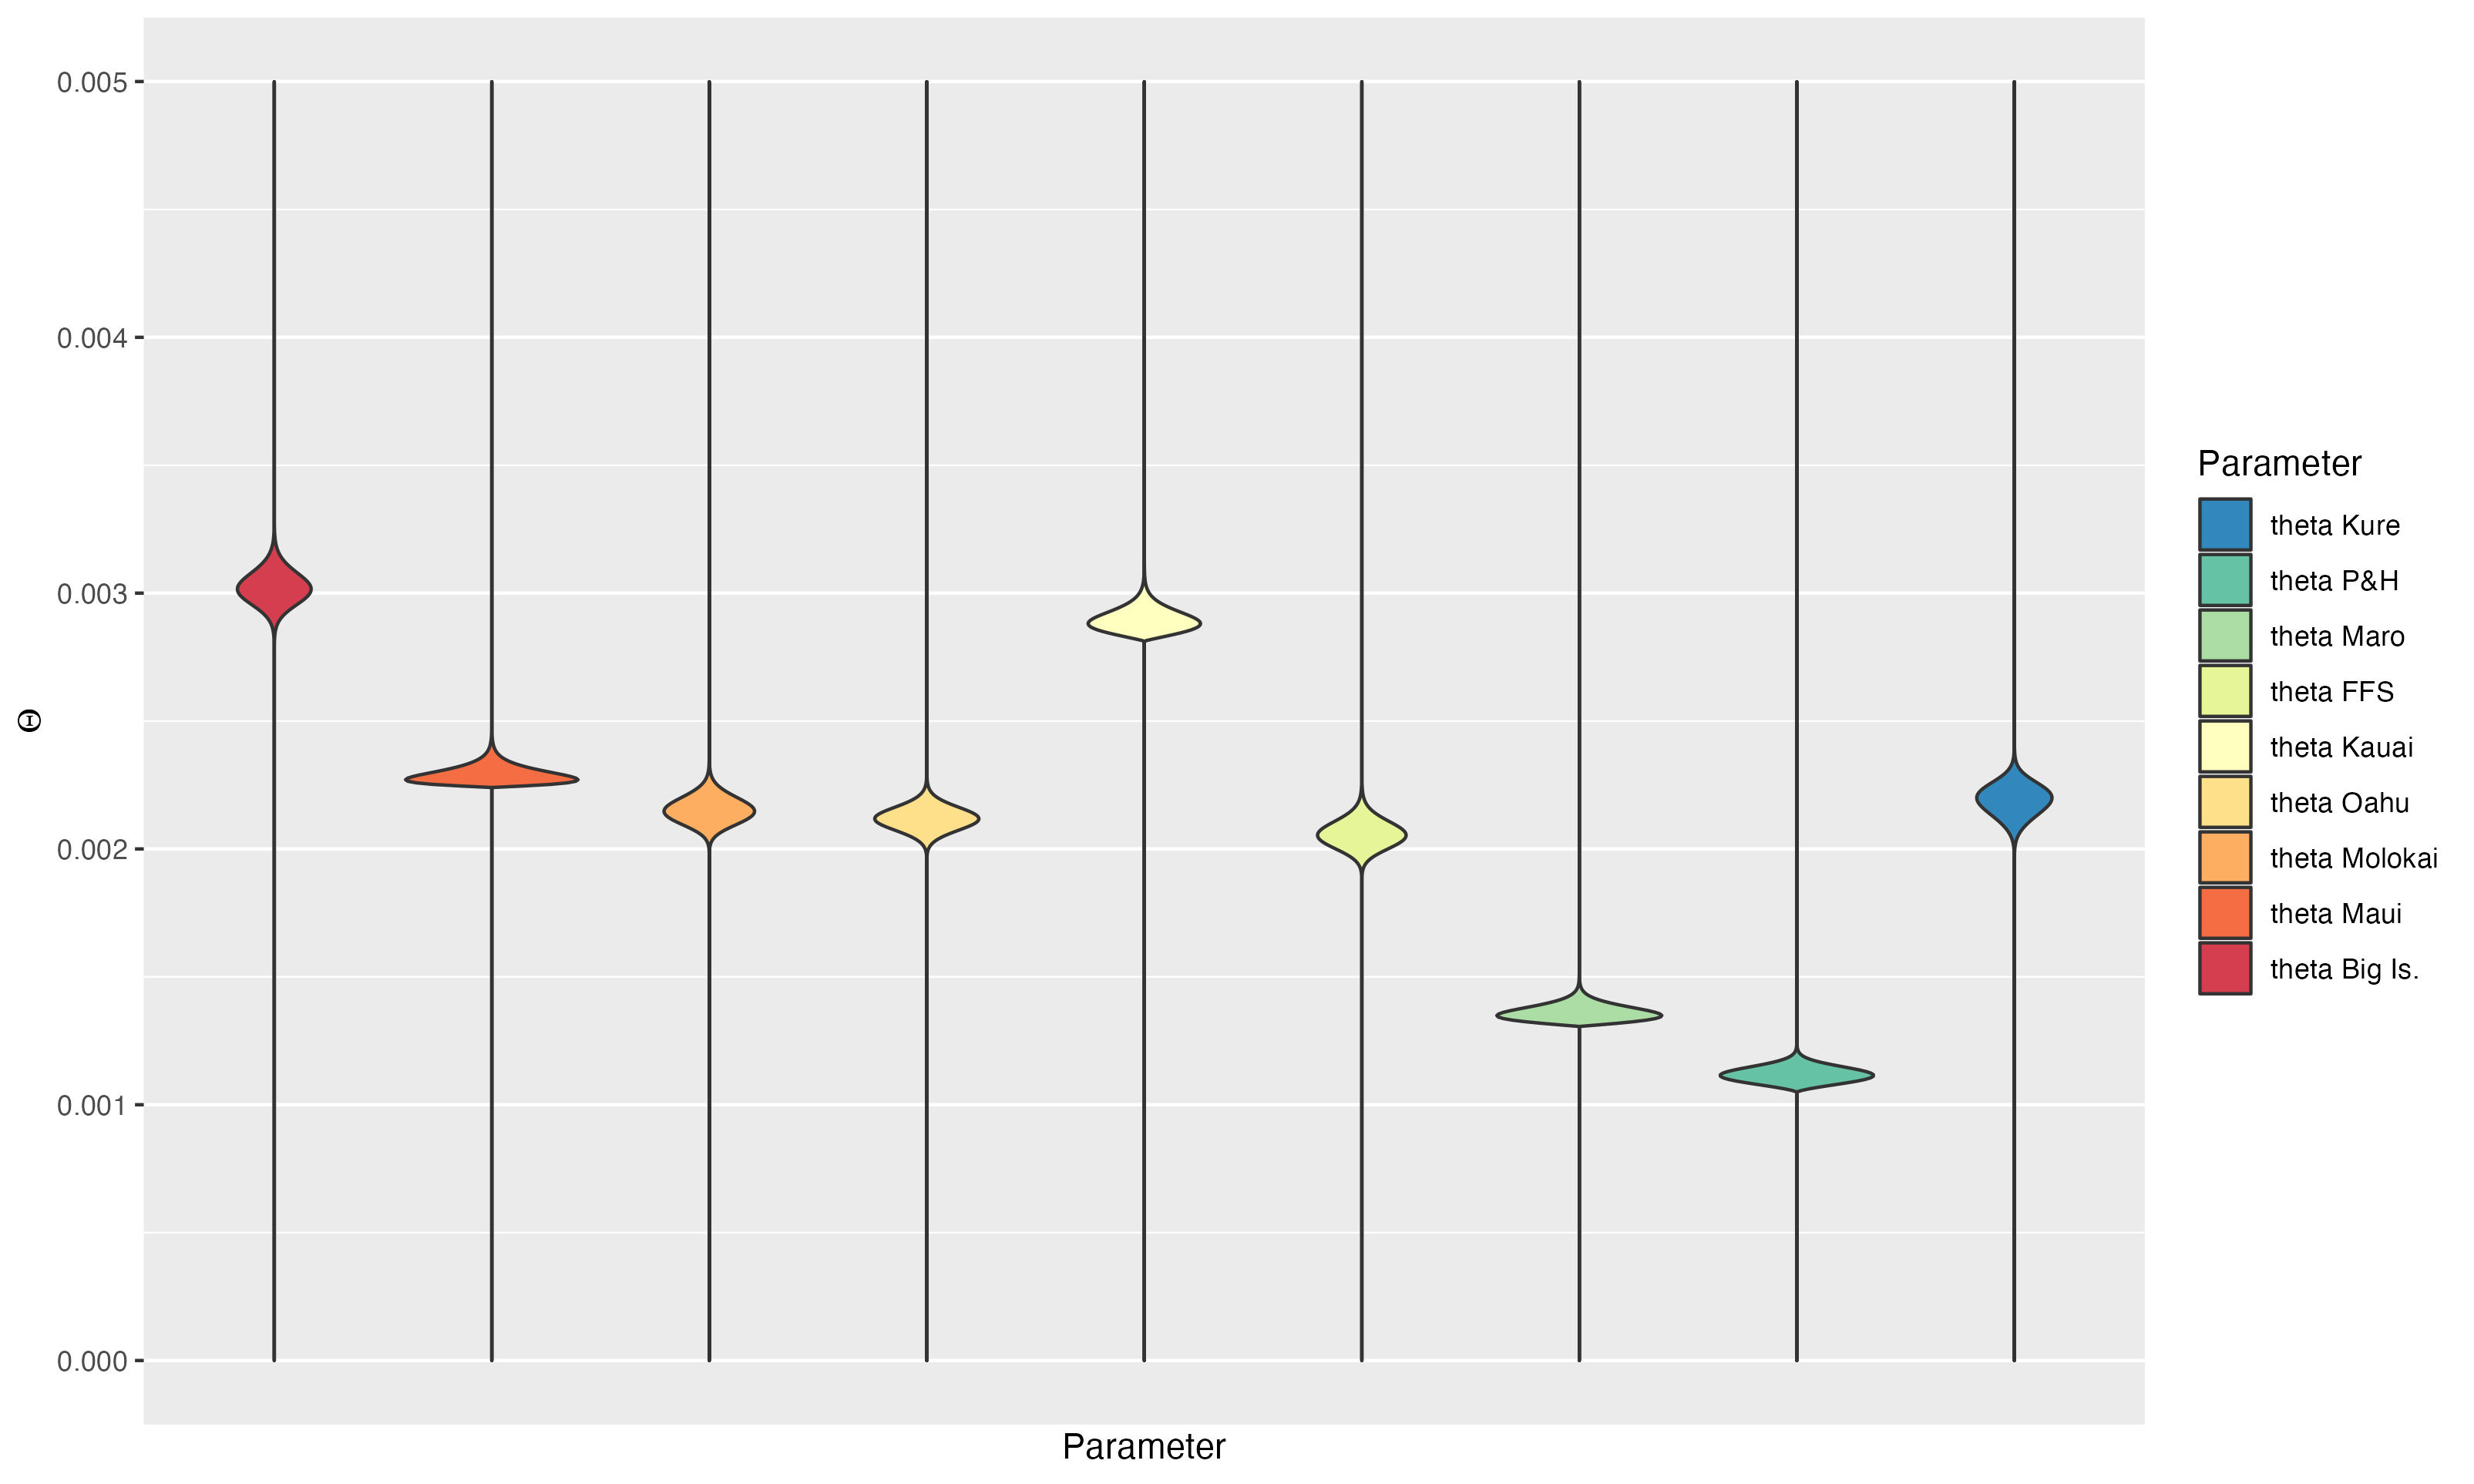 0.005
0.004
0.003
0.002
0.001
0.000
Θ
Parameter
Parameter
theta Kure
theta P&H
theta Maro
theta FFS
theta Kauai
theta Oahu
theta Molokai
theta Maui
theta Big Is.